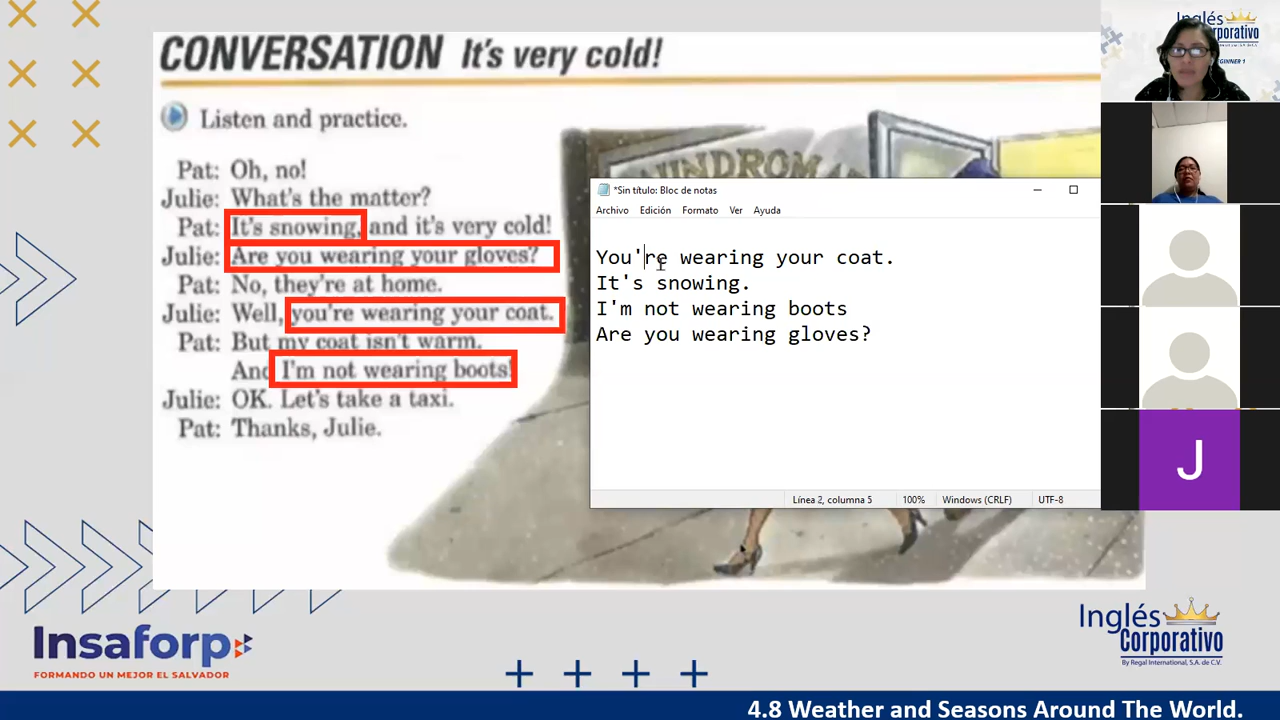 CONVERSATION It's very cold!
Listen and practice.
Pat: Oh, no!
Julie: What's the matter?
Pat: It's snowing, and it's very cold!
Julie: Are you wearing your gloves?
Pat: No, they're at home.
Julie: Well, you're wearing your coat.
Pat: But my coat isn't warm.
And I'm not wearing boots!
Julie: OK. Let's take a taxi.
Pat: Thanks, Julie.
*Sin título: Bloc de notas
Archivo Edición Formato Ver Ayuda
You're wearing your coat.
It's snowing.
I'm not wearing boots
Are you wearing gloves?
Línea 2, columna 5 100% Windows (CRLF) UTF-8
Inglés
Corporativo
J
Insaforp
FORMANDO UN MEJOR EL SALVADOR
Inglés
Corporativo
By Regal International, S.A. de C.V.
4.8 Weather and Seasons Around The World.